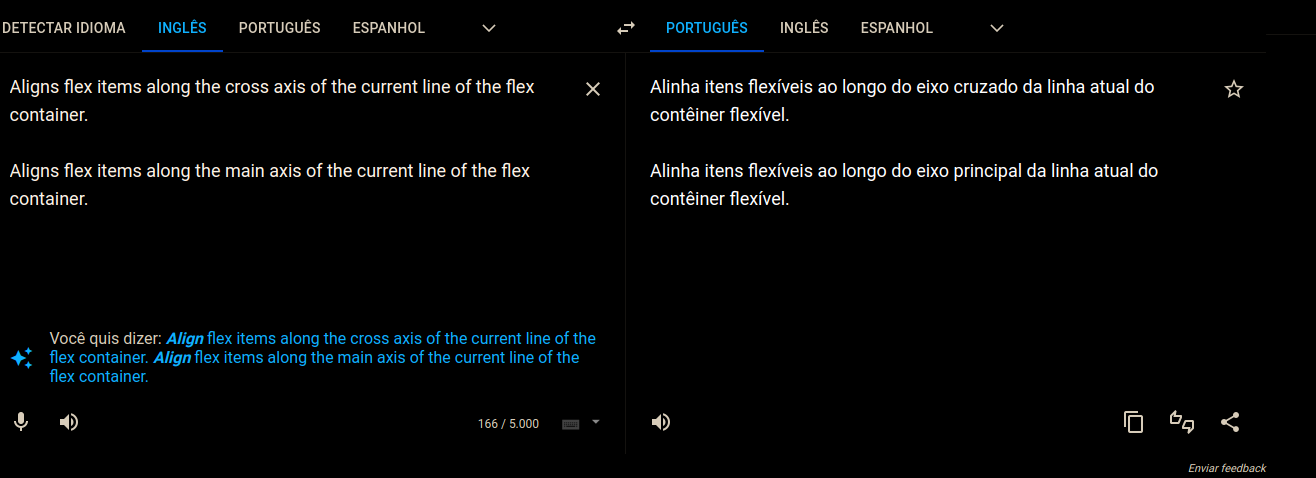 DETECTAR IDIOMA INGLÊS PORTUGUÊS ESPANHOL PORTUGUÊS INGLÊS ESPANHOL
Aligns flex items along the cross axis of the current line of the flex
container.
Aligns flex items along the main axis of the current line of the flex
container.
Alinha itens flexíveis ao longo do eixo cruzado da linha atual do
contêiner flexível.
Alinha itens flexíveis ao longo do eixo principal da linha atual do
contêiner flexível.
Você quis dizer: Align flex items along the cross axis of the current line of the
flex container. Align flex items along the main axis of the current line of the
flex container.
166 / 5.000
Enviar feedback